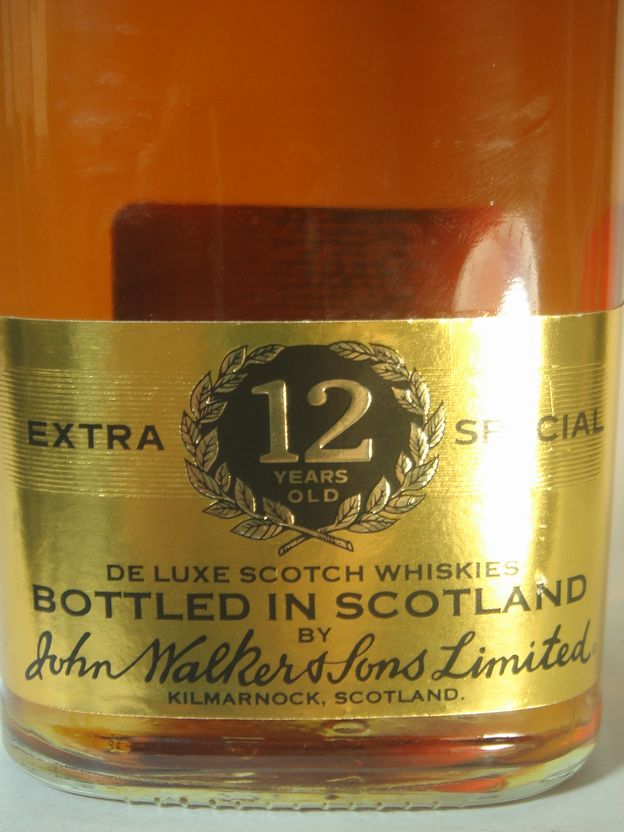 EXTRA 12 SPECIAL
YEARS
OLD
DE LUXE SCOTCH WHISKIES
BOTTLED IN SCOTLAND
BY
John Walker & Sons Limited.
KILMARNOCK, SCOTLAND.